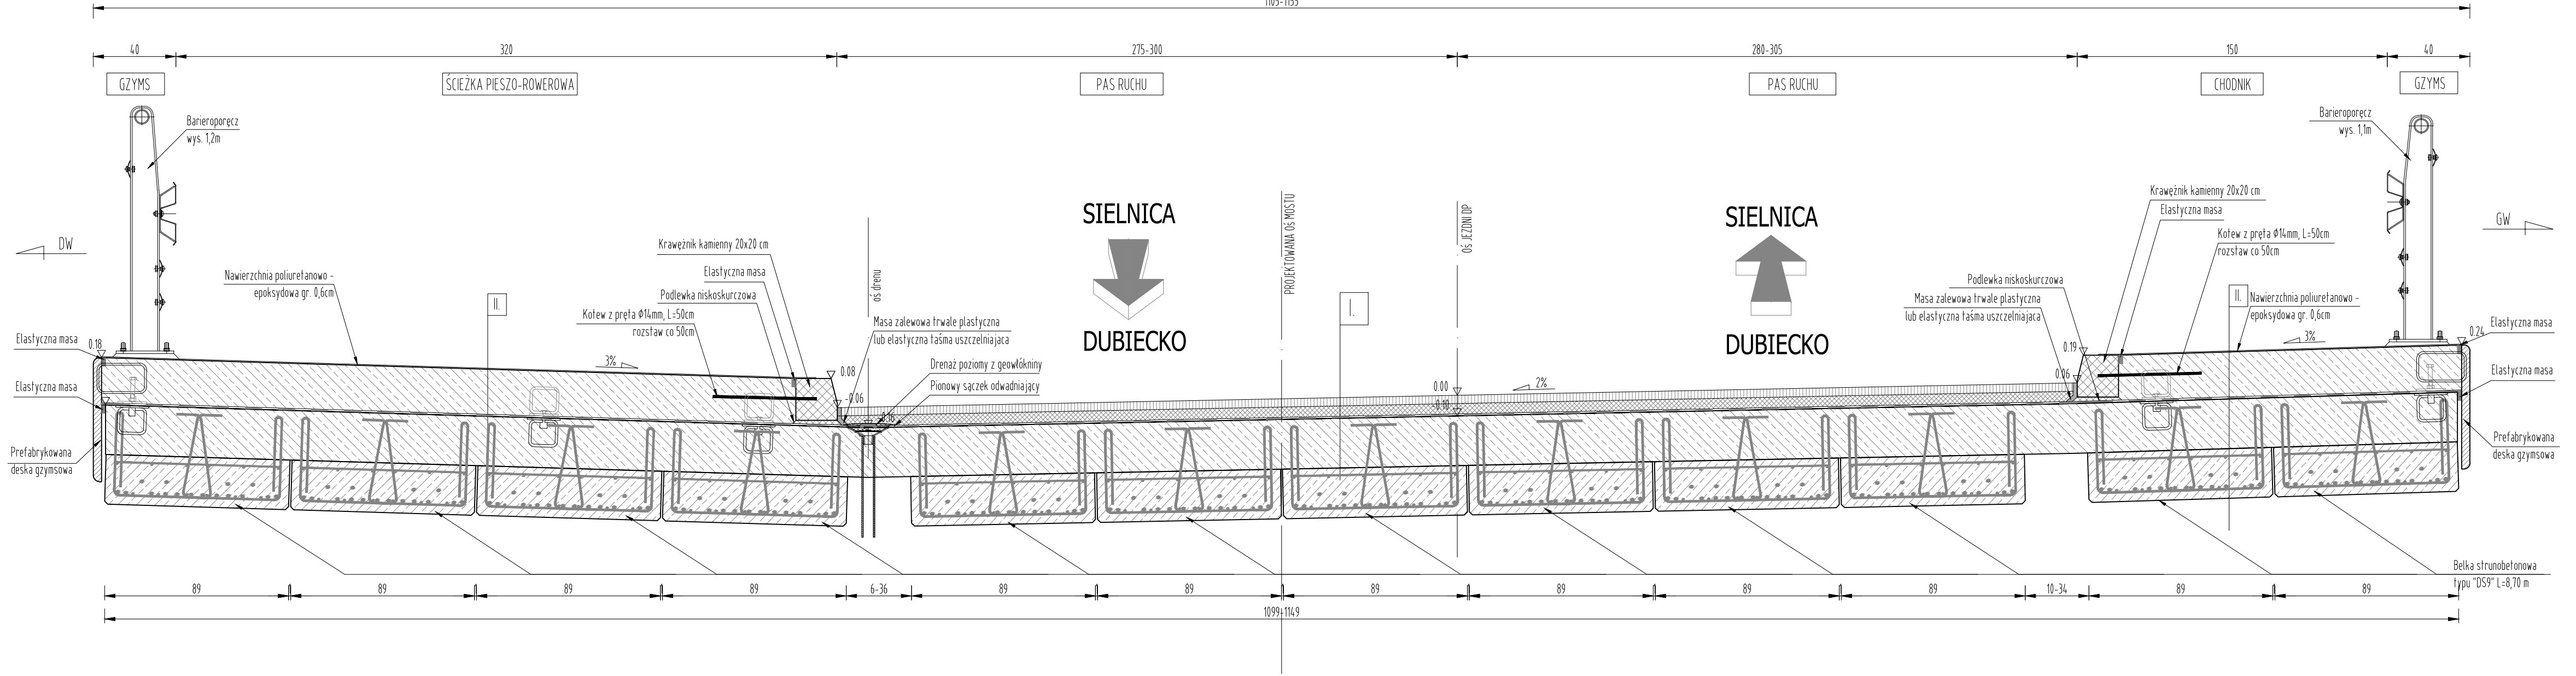 40
320
275-300
280-305
150
40
GZYMS
ŚCIEŻKA PIESZO-ROWEROWA
PAS RUCHU
PAS RUCHU
CHODNIK
GZYMS
Barieroporęcz
wys. 1,2m
Barieroporęcz
wys. 1,1m
DW
GW
SIELNICA
DUBIECKO
SIELNICA
DUBIECKO
PROJEKTOWANA Oś MOSTU
Oś JEZDNI DP
oś drenu
Krawężnik kamienny 20x20 cm
Elastyczna masa
Podlewka niskoskurczowa
Kotew z pręta Φ14mm, L=50cm
rozstaw co 50cm
Nawierzchnia poliuretanowo -
epoksydowa gr. 0,6cm
II.
I.
II.
Masa zalewowa trwale plastyczna
lub elastyczna taśma uszczelniająca
Drenaż poziomy z geowłókniny
Pionowy sączek odwadniający
Krawężnik kamienny 20x20 cm
Elastyczna masa
Kotew z pręta Φ14mm, L=50cm
rozstaw co 50cm
Podlewka niskoskurczowa
Masa zalewowa trwale plastyczna
lub elastyczna taśma uszczelniająca
Nawierzchnia poliuretanowo -
epoksydowa gr. 0,6cm
Elastyczna masa
0.18
3%
0.08
-0.06
-0.16
0.00
-0.10
2%
0.19
0.06
3%
0.24
Elastyczna masa
Elastyczna masa
Elastyczna masa
Prefabrykowana
deska gzymsowa
Prefabrykowana
deska gzymsowa
Belka strunobetonowa
typu "DS9" L=8,70 m
89
89
89
89
6-36
89
89
89
89
89
89
10-34
89
89
1099÷1149